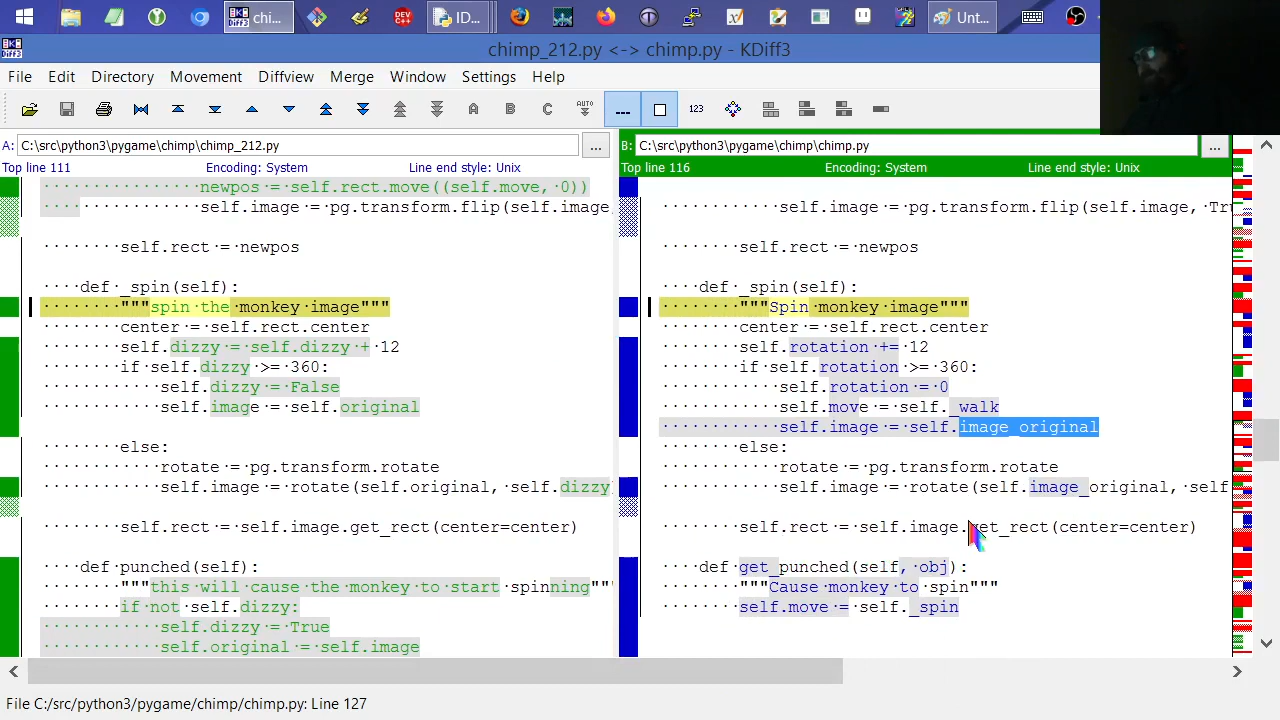 chi...
ID...
Unt...
chimp_212.py <-> chimp.py - KDiff3
File Edit Directory Movement Diffview Merge Window Settings Help
A B C AUTO 123
A: C:\src\python3\pygame\chimp\chimp_212.py ...
Top line 111 Encoding: System Line end style: Unix
················newpos·=·self.rect.move((self.move,·0))
···· ············self.image·=·pg.transform.flip(self.image,
········self.rect·=·newpos
····def·_spin(self):
········"""spin·the·monkey·image"""
········center·=·self.rect.center
········self.dizzy·=·self.dizzy·+·12
········if·self.dizzy·>=·360:
············self.dizzy·=·False
············self.image·=·self.original
········else:
············rotate·=·pg.transform.rotate
············self.image·=·rotate(self.original,·self.dizzy
········self.rect·=·self.image.get_rect(center=center)
····def·punched(self):
········"""this·will·cause·the·monkey·to·start·spinning"""
········if·not·self.dizzy:
············self.dizzy·=·True
············self.original·=·self.image
B: C:\src\python3\pygame\chimp\chimp.py ...
Top line 116 Encoding: System Line end style: Unix
············self.image·=·pg.transform.flip(self.image,·Tru
········self.rect·=·newpos
····def·_spin(self):
········"""Spin·monkey·image"""
········center·=·self.rect.center
········self.rotation·+=·12
········if·self.rotation·>=·360:
············self.rotation·=·0
············self.move·=·self._walk
············self.image·=·self.image_original
········else:
············rotate·=·pg.transform.rotate
············self.image·=·rotate(self.image_original,·self
········self.rect·=·self.image.get_rect(center=center)
····def·get_punched(self,·obj):
········"""Cause·monkey·to·spin"""
········self.move·=·self._spin
File C:/src/python3/pygame/chimp/chimp.py: Line 127